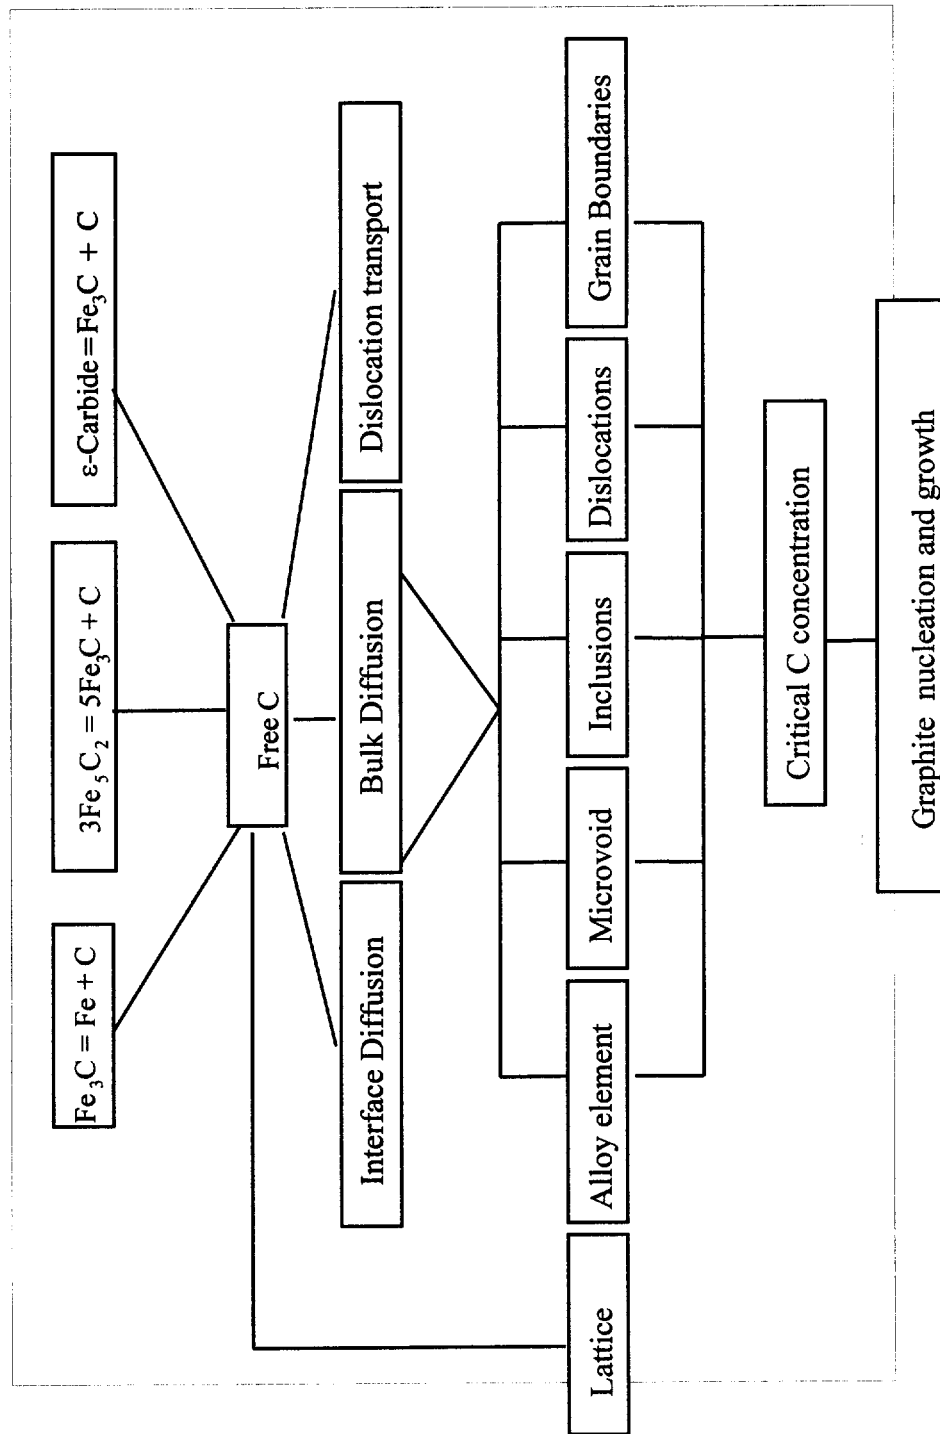 Fe₃C = Fe + C
3Fe₅C₂ = 5Fe₃C + C
ε-Carbide=Fe₃C + C
Free C
Interface Diffusion
Bulk Diffusion
Dislocation transport
Lattice
Alloy element
Microvoid
Inclusions
Dislocations
Grain Boundaries
Critical C concentration
Graphite nucleation and growth